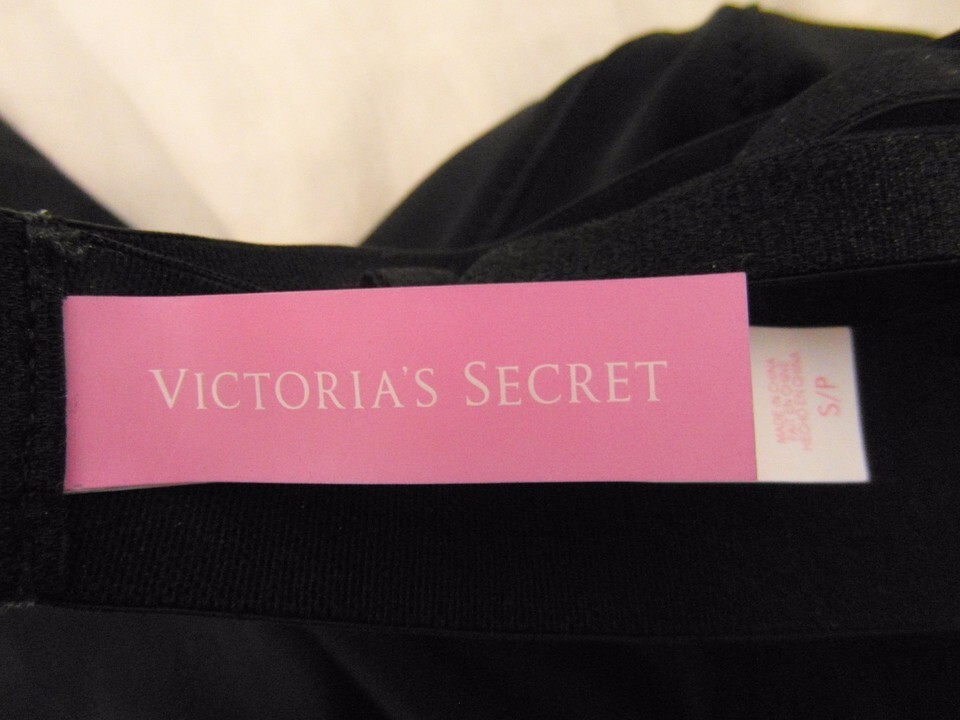 VICTORIA'S SECRET
MADE IN CHINA
FAIT EN CHINE
HECHO EN CHINA
S/P